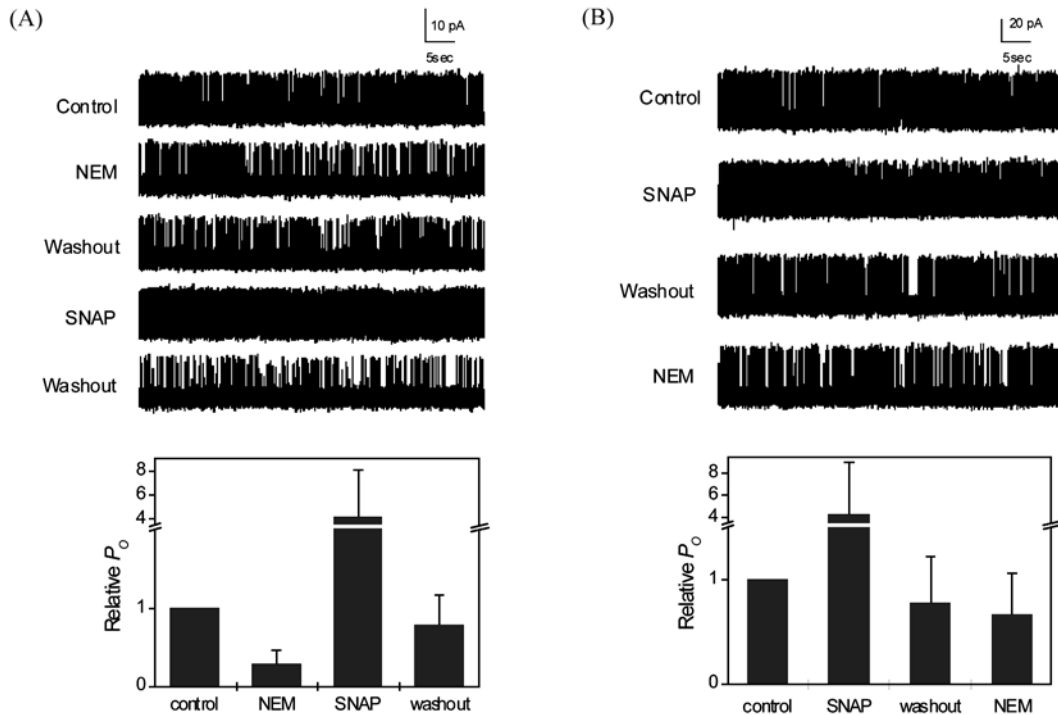 (A)
10 pA
5sec
Control
NEM
Washout
SNAP
Washout
8
6
4
1
0
Relative Po
control NEM SNAP washout
(B)
20 pA
5sec
Control
SNAP
Washout
NEM
8
6
4
1
0
Relative Po
control SNAP washout NEM